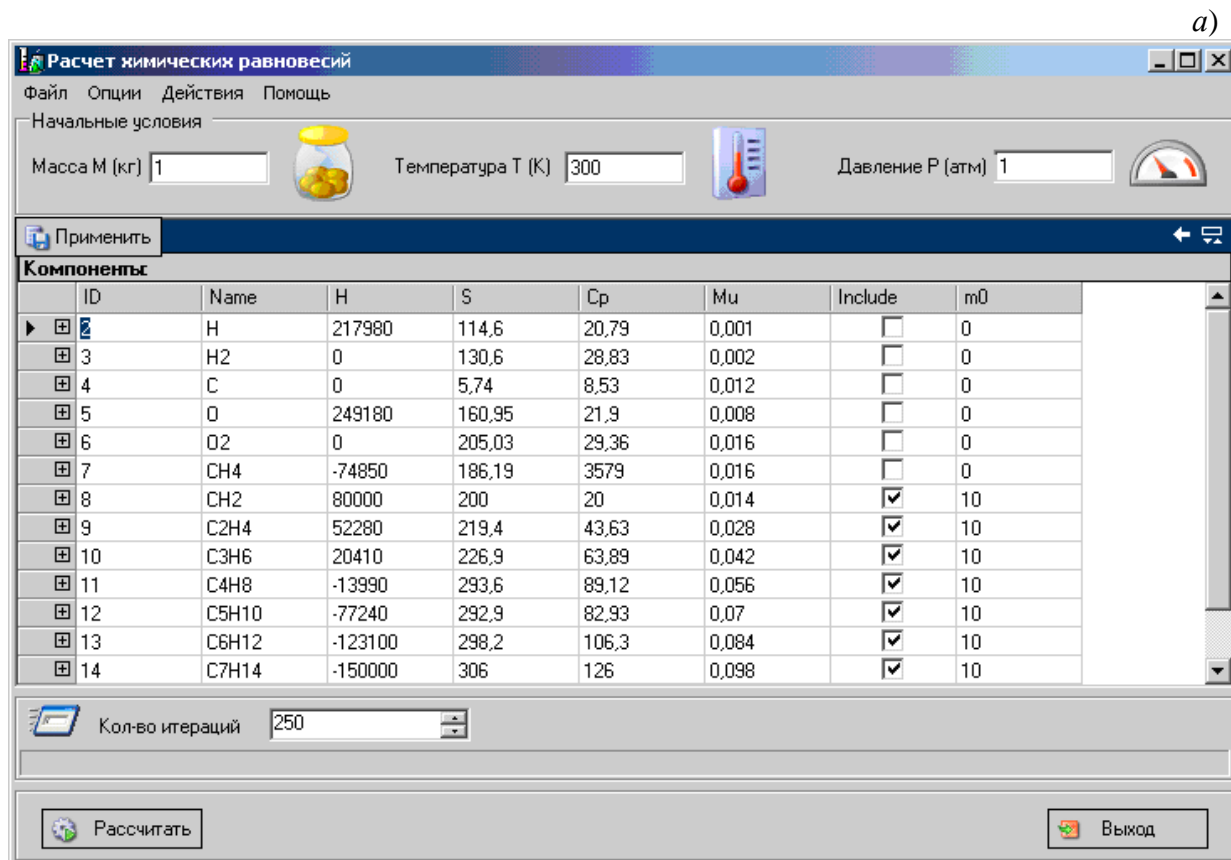 а)
Расчет химических равновесий
Файл Опции Действия Помощь
Начальные условия
Масса М (кг) 1 Температура Т (К) 300 Давление Р (атм) 1
Применить
Компоненты:
ID Name H S Cp Mu Include m0
2 H 217980 114,6 20,79 0,001 0
3 H2 0 130,6 28,83 0,002 0
4 C 0 5,74 8,53 0,012 0
5 O 249180 160,95 21,9 0,008 0
6 O2 0 205,03 29,36 0,016 0
7 CH4 -74850 186,19 3579 0,016 0
8 CH2 80000 200 20 0,014 10
9 C2H4 52280 219,4 43,63 0,028 10
10 C3H6 20410 226,9 63,89 0,042 10
11 C4H8 -13990 293,6 89,12 0,056 10
12 C5H10 -77240 292,9 82,93 0,07 10
13 C6H12 -123100 298,2 106,3 0,084 10
14 C7H14 -150000 306 126 0,098 10
Кол-во итераций 250
Рассчитать Выход